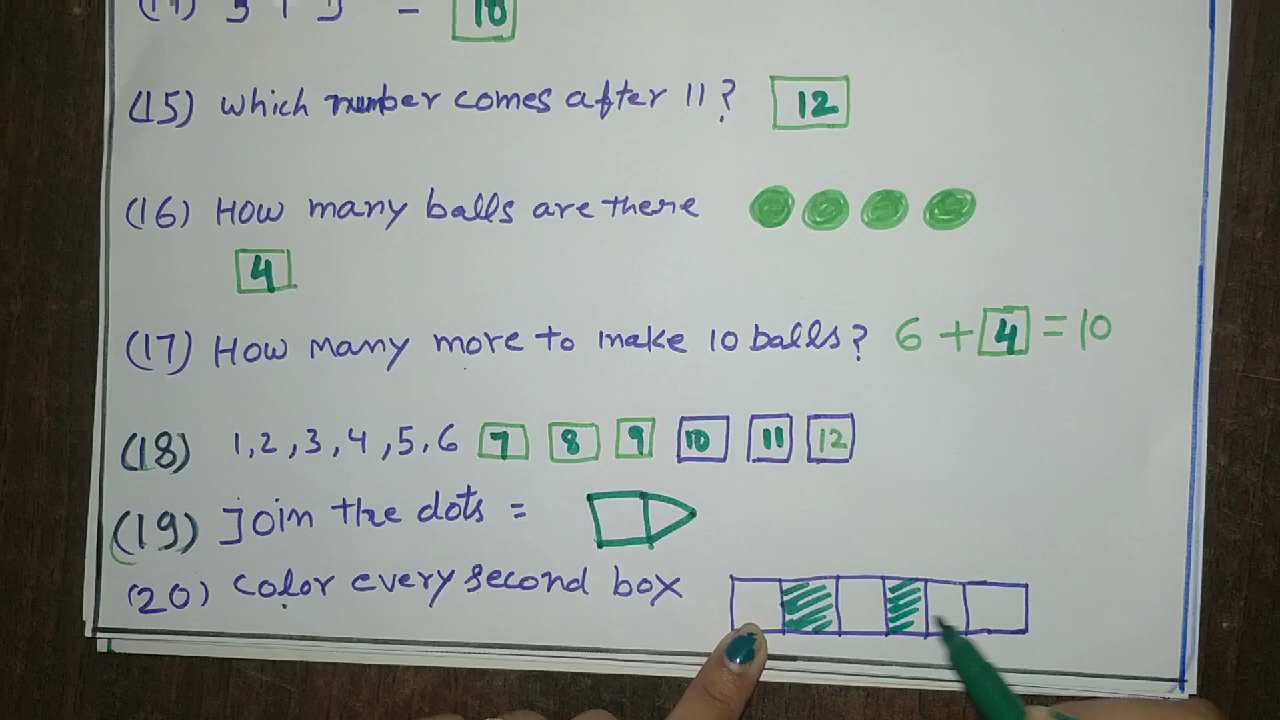 10
(15) which number comes after 11? 12
(16) How many balls are there
4
(17) How many more to make 10 balls? 6 + 4 = 10
(18) 1,2,3,4,5,6 7 8 9 10 11 12
(19) Join the dots =
(20) color every second box